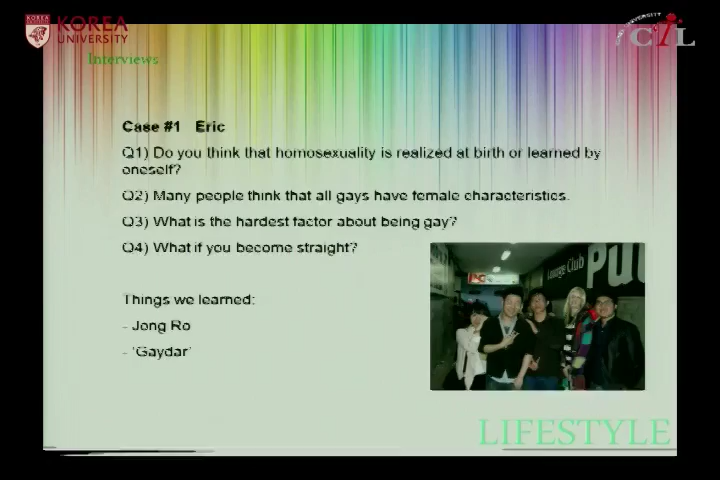 KOREA
UNIVERSITY
UNIVERSITY
CTL
Interviews
Case #1 Eric
Q1) Do you think that homosexuality is realized at birth or learned by
oneself?
Q2) Many people think that all gays have female characteristics.
Q3) What is the hardest factor about being gay?
Q4) What if you become straight?
Things we learned:
- Jong Ro
- 'Gaydar'
Lounge Club
LIFESTYLE